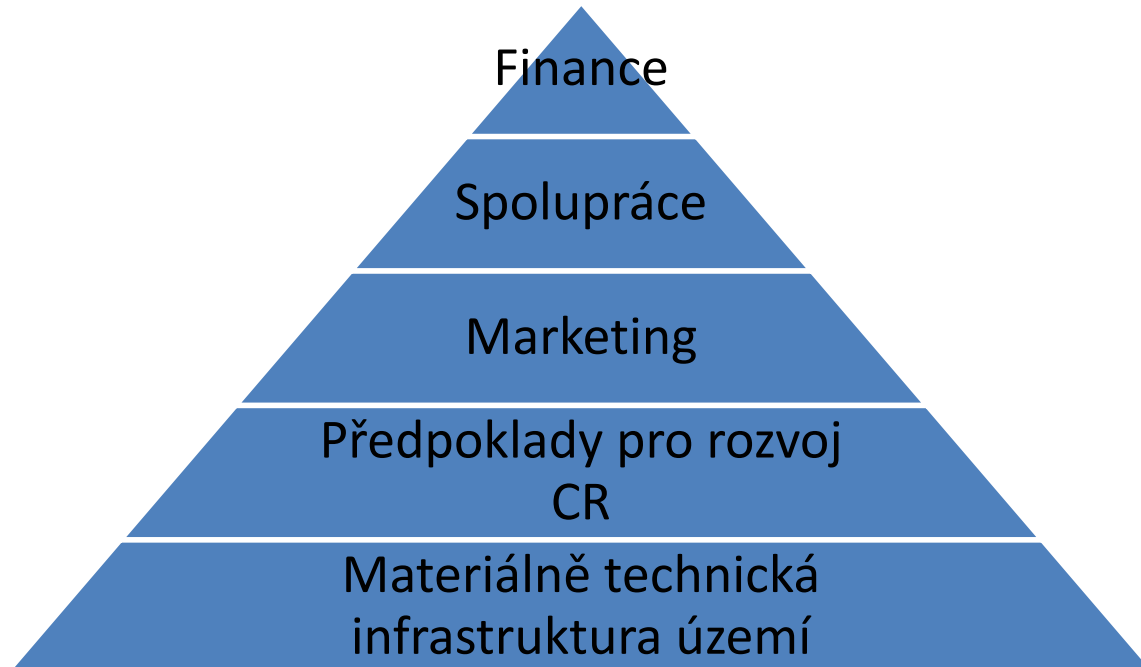 Finance
Spolupráce
Marketing
Předpoklady pro rozvoj
CR
Materiálně technická
infrastruktura území